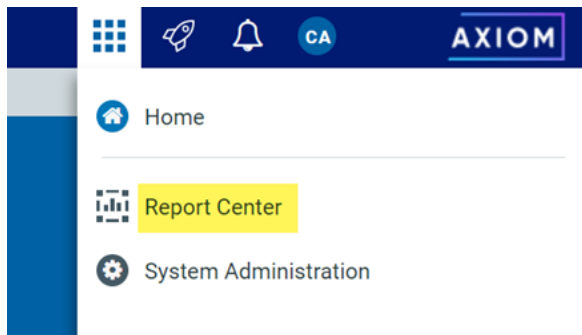 CA
AXIOM
Home
Report Center
System Administration